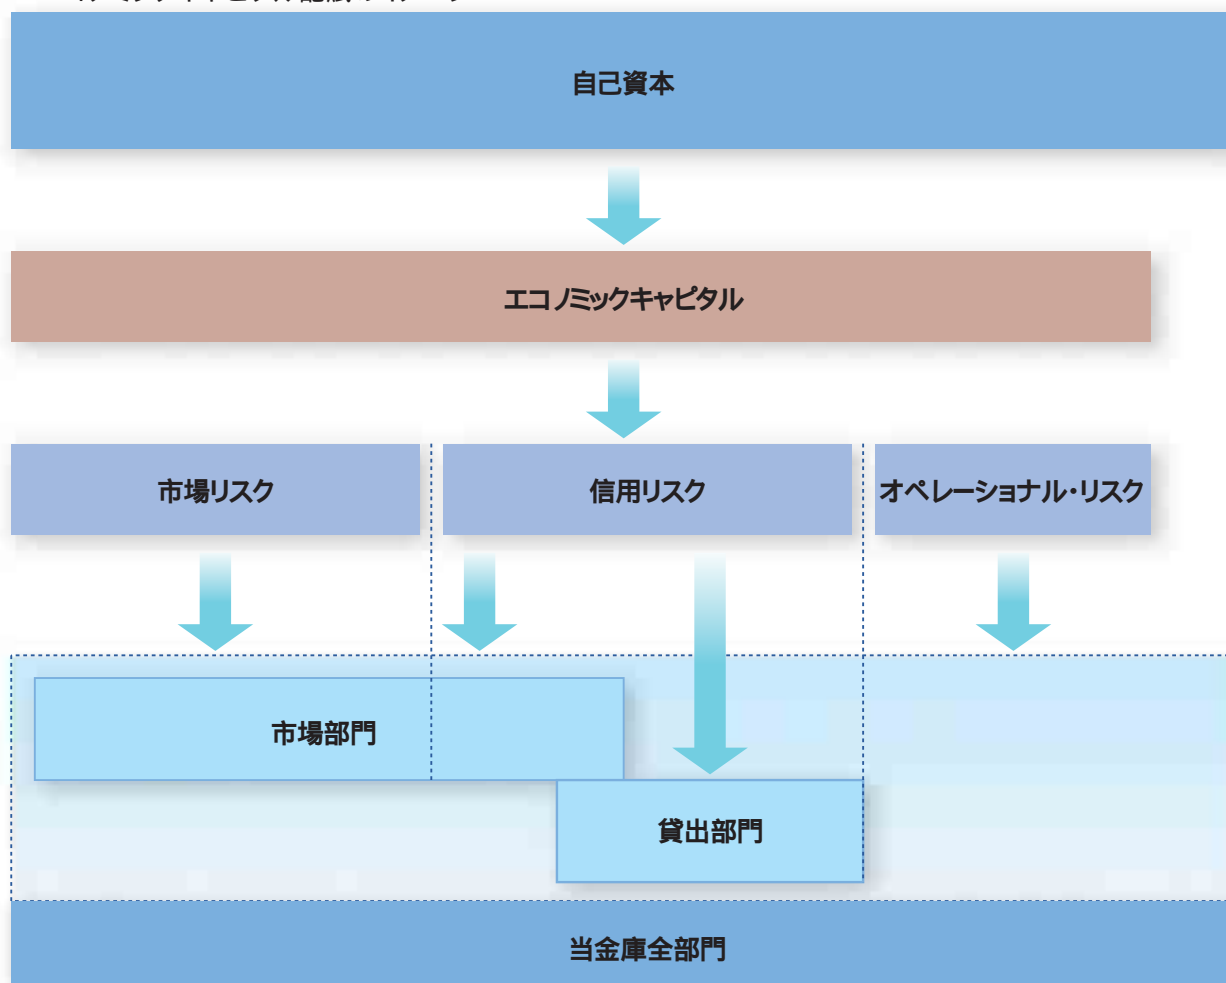 自己資本
エコノミックキャピタル
市場リスク
信用リスク
オペレーショナル・リスク
市場部門
貸出部門
当金庫全部門